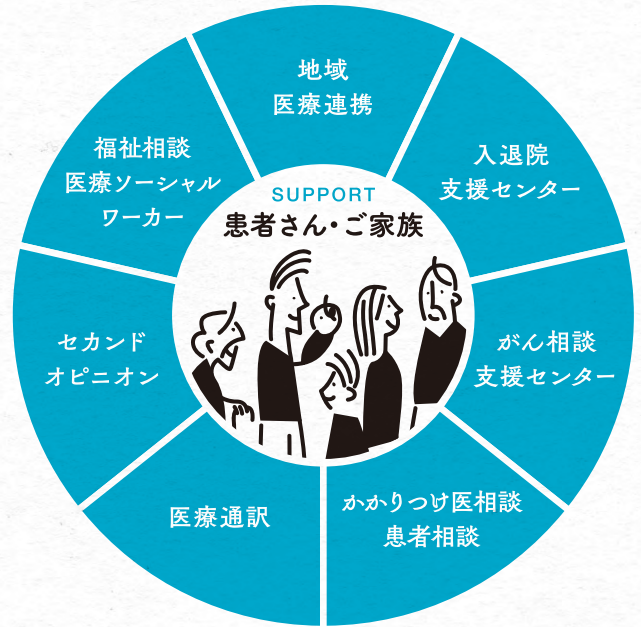 地域
医療連携
入退院
支援センター
がん相談
支援センター
かかりつけ医相談
患者相談
医療通訳
セカンド
オピニオン
福祉相談
医療ソーシャル
ワーカー
SUPPORT
患者さん・ご家族